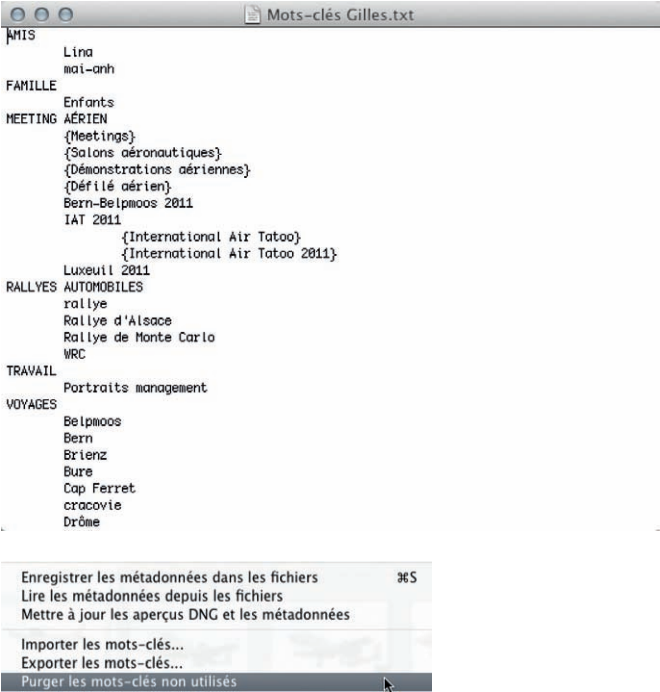 Mots-clés Gilles.txt
AMIS
Lina
mai-anh
FAMILLE
Enfants
MEETING AÉRIEN
{Meetings}
{Salons aéronautiques}
{Démonstrations aériennes}
{Défilé aérien}
Bern-Belpmoos 2011
IAT 2011
{International Air Tatoo}
{International Air Tatoo 2011}
Luxeuil 2011
RALLYES AUTOMOBILES
rallye
Rallye d'Alsace
Rallye de Monte Carlo
WRC
TRAVAIL
Portraits management
VOYAGES
Belpmoos
Bern
Brienz
Bure
Cap Ferret
cracovie
Drôme
Enregistrer les métadonnées dans les fichiers ⌘S
Lire les métadonnées depuis les fichiers
Mettre à jour les aperçus DNG et les métadonnées
Importer les mots-clés...
Exporter les mots-clés...
Purger les mots-clés non utilisés